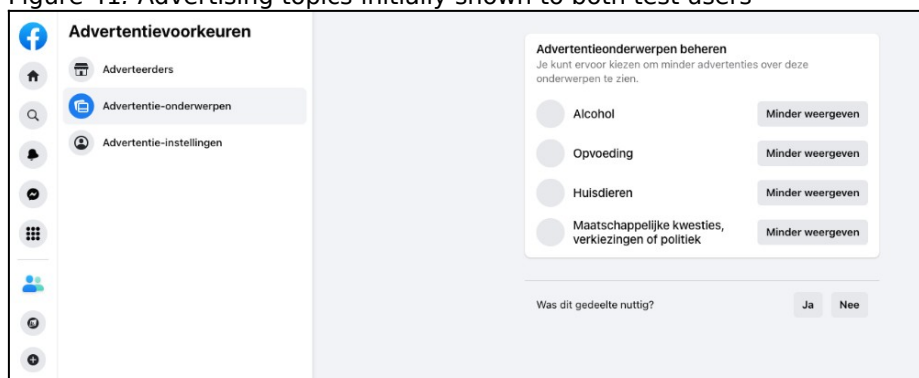 Figure 41: Advertising topics initially shown to both test users
Advertentievoorkeuren
Adverteerders
Advertentie-onderwerpen
Advertentie-instellingen
Advertentieonderwerpen beheren
Je kunt ervoor kiezen om minder advertenties over deze
onderwerpen te zien.
Alcohol
Minder weergeven
Opvoeding
Minder weergeven
Huisdieren
Minder weergeven
Maatschappelijke kwesties,
verkiezingen of politiek
Minder weergeven
Was dit gedeelte nuttig?
Ja
Nee